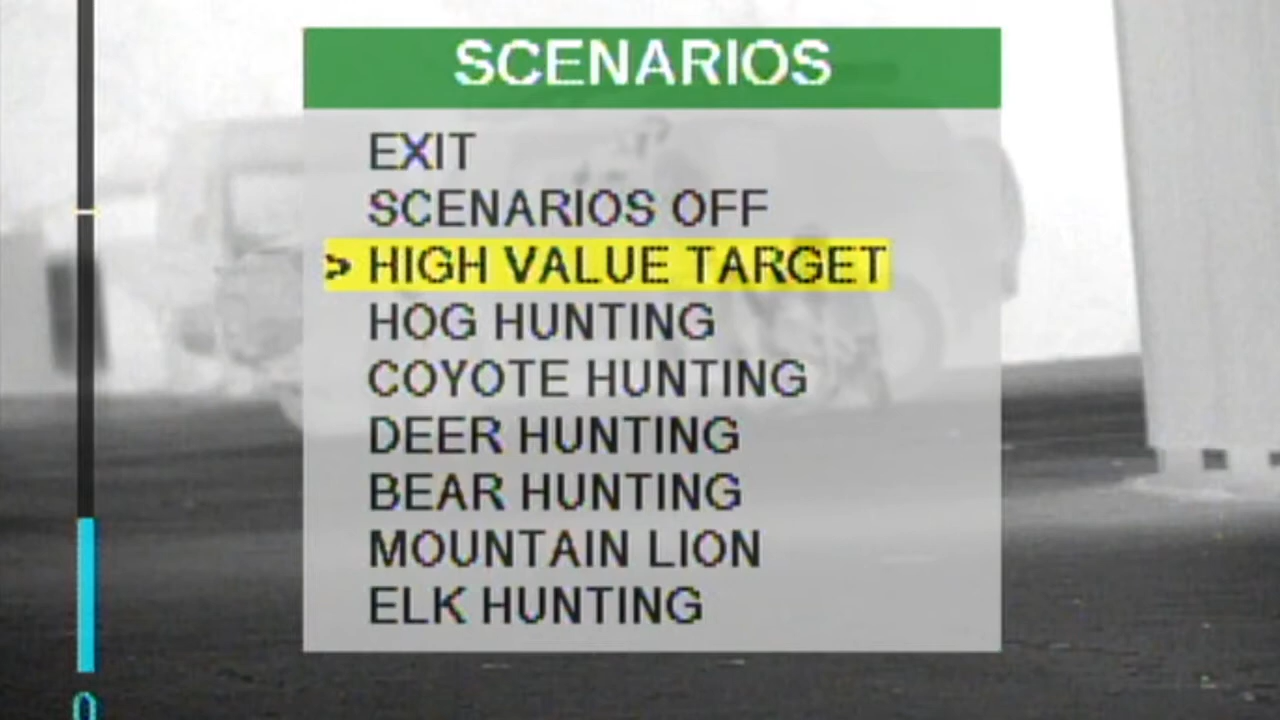 SCENARIOS
EXIT
SCENARIOS OFF
> HIGH VALUE TARGET
HOG HUNTING
COYOTE HUNTING
DEER HUNTING
BEAR HUNTING
MOUNTAIN LION
ELK HUNTING
0